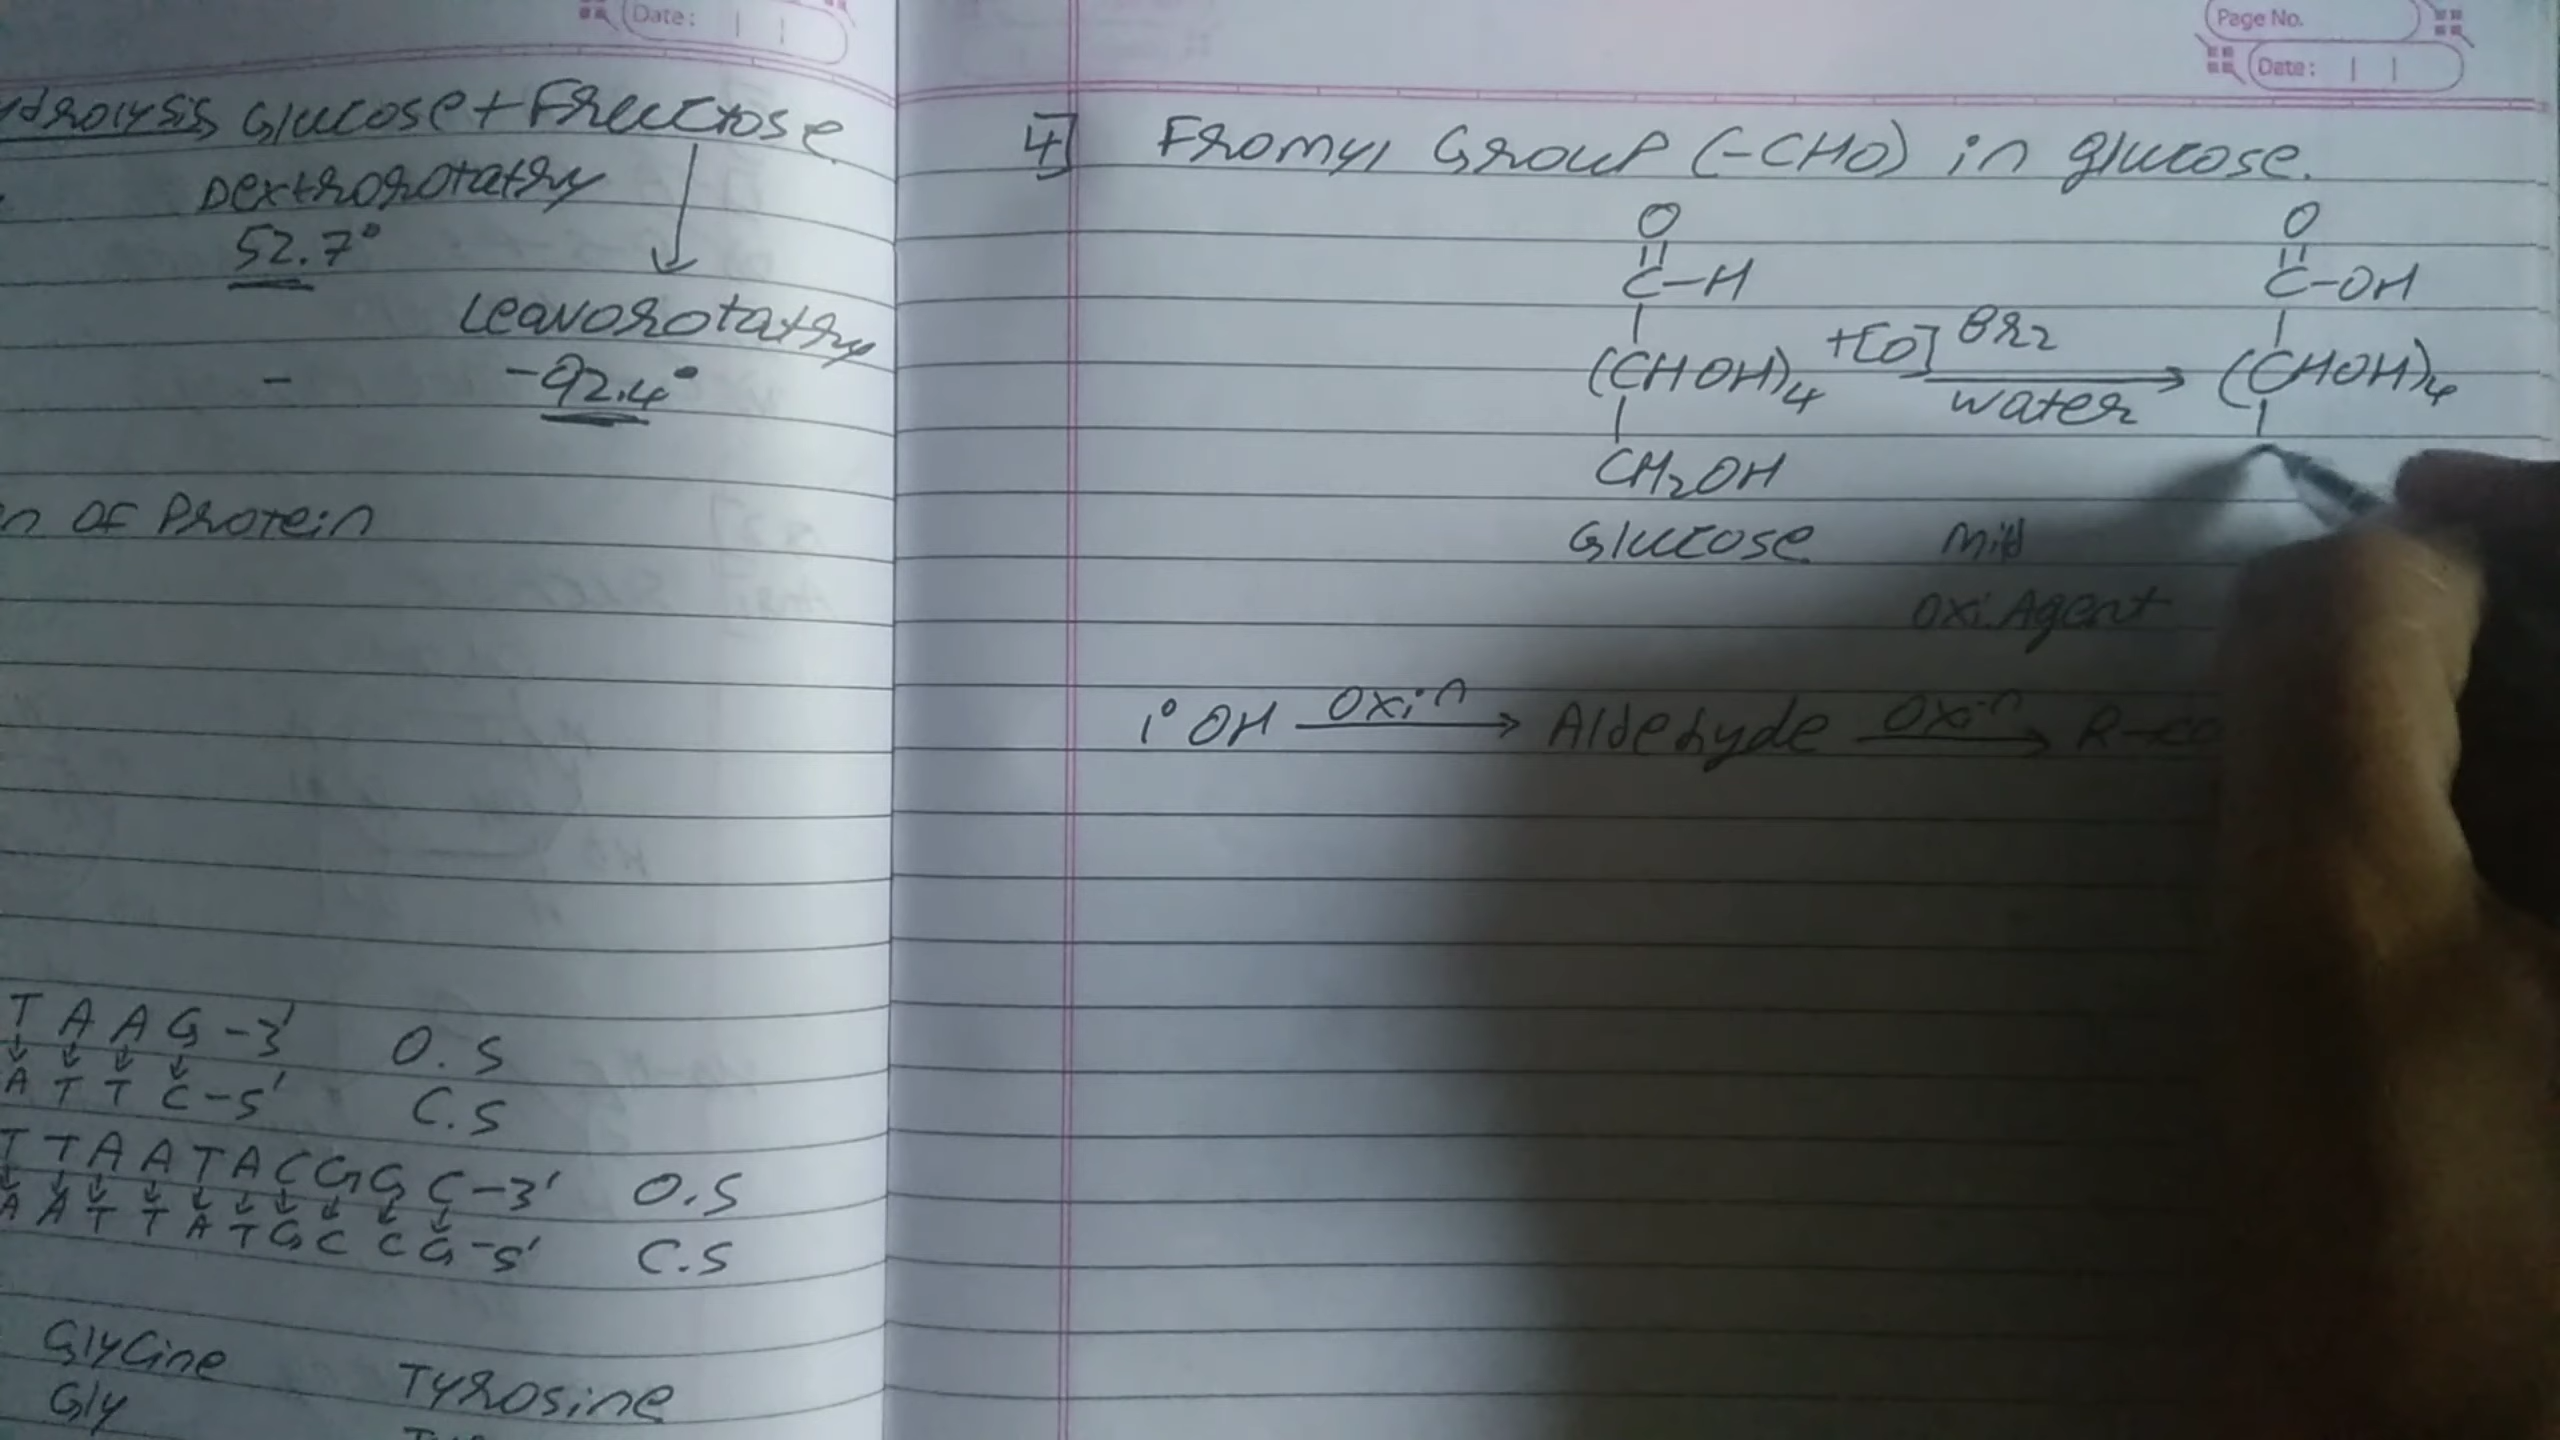 Date:
Glucose+Fructose
Dextrorotatry
52.7°
Leavorotatry
-
-92.4°
OF Protein
T A A G -3' O.S
A T T C-5' C.S
T T A A T A C G G C -3' O.S
A A T T A T G C C G -5' C.S
Glycine Tyrosine
Gly
Page No.
Date:
4] Fromyl Group (-CHO) in glucose.
O O
C-H C-OH
(CHOH)4 +[O] Br2 (CHOH)4
water
CH2OH
Glucose Mild
oxi. Agent
1° OH oxi.n Aldehyde oxi.n